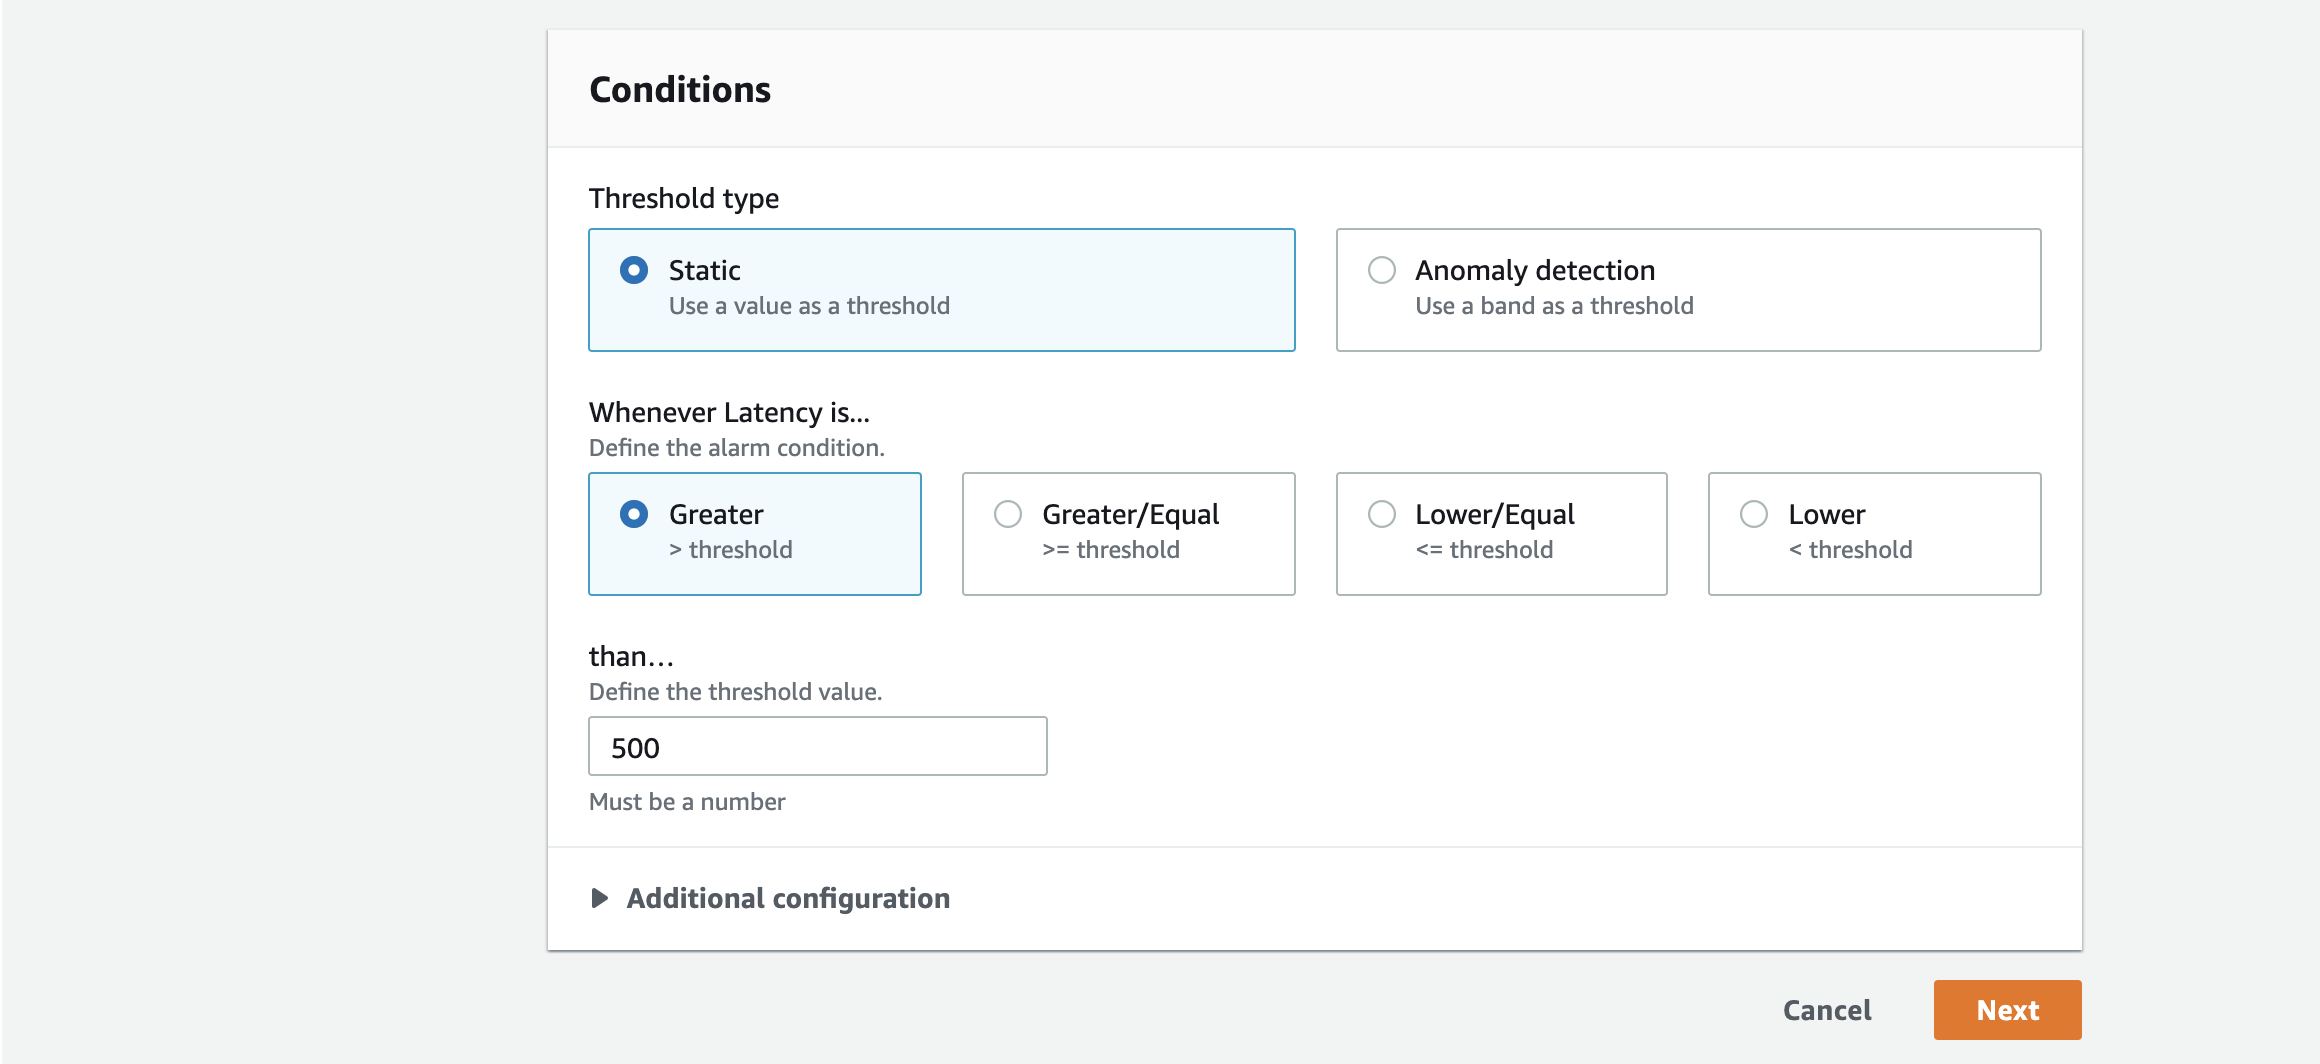 Conditions
Threshold type
Static
Use a value as a threshold
Anomaly detection
Use a band as a threshold
Whenever Latency is...
Define the alarm condition.
Greater
> threshold
Greater/Equal
>= threshold
Lower/Equal
<= threshold
Lower
< threshold
than…
Define the threshold value.
500
Must be a number
Additional configuration
Cancel
Next